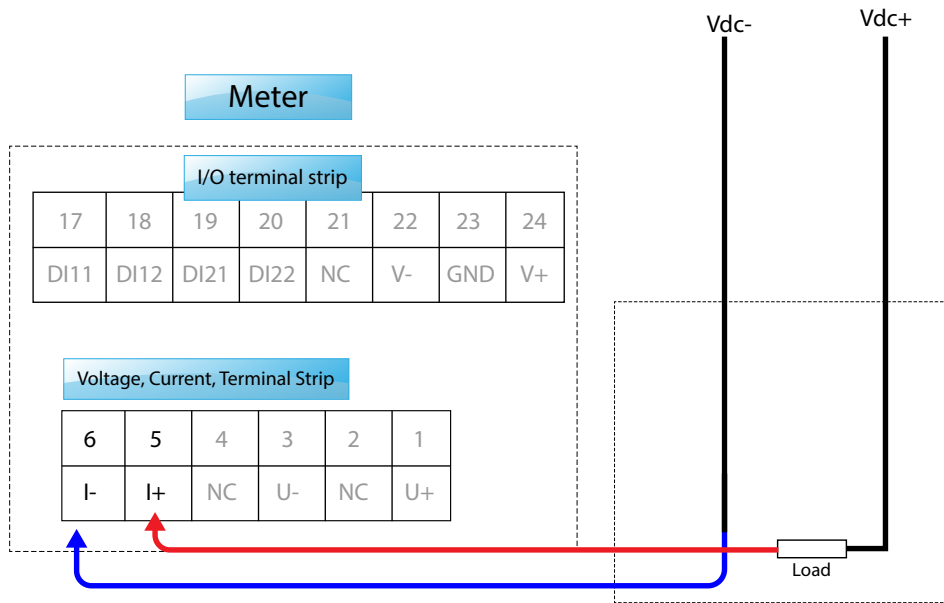 Vdc- Vdc+
Meter
I/O terminal strip
17 18 19 20 21 22 23 24
DI11 DI12 DI21 DI22 NC V- GND V+
Voltage, Current, Terminal Strip
6 5 4 3 2 1
I- I+ NC U- NC U+
Load